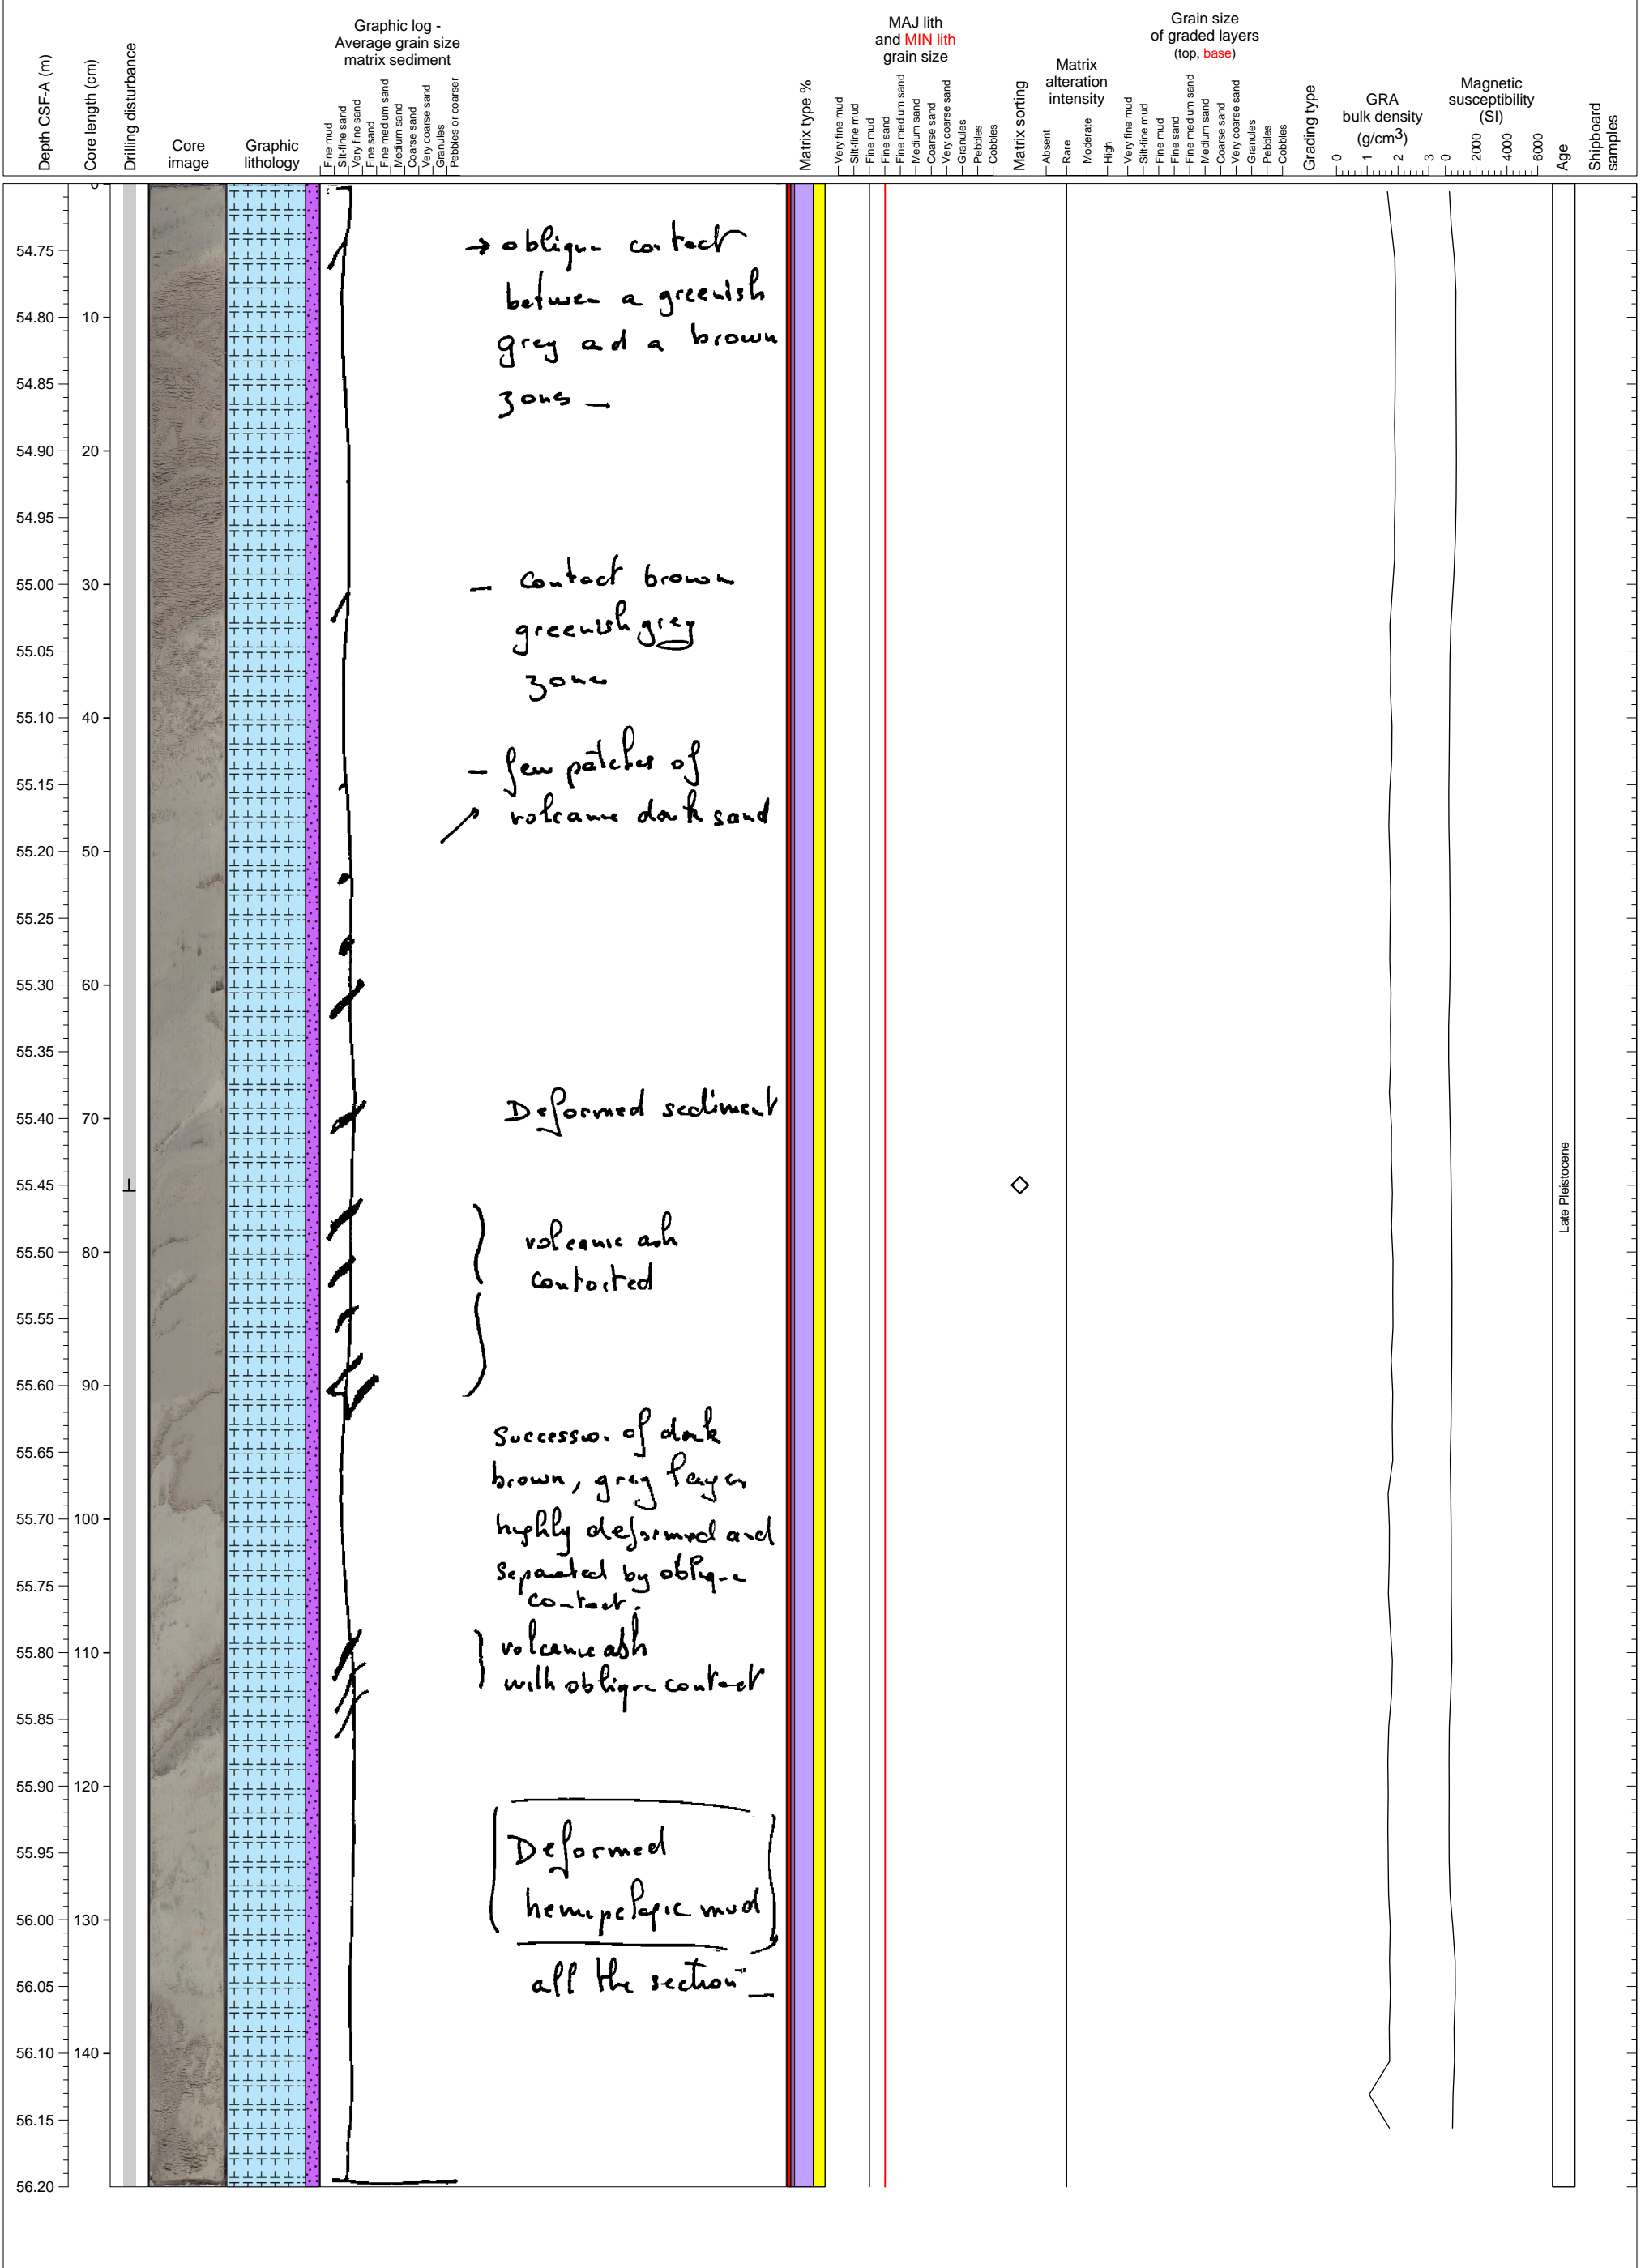 Depth CSF-A (m)
Core length (cm)
Drilling disturbance
Core
image
Graphic
lithology
Graphic log -
Average grain size
matrix sediment
Fine mud
Silt-fine sand
Very fine sand
Fine sand
Fine medium sand
Medium sand
Coarse sand
Very coarse sand
Granules
Pebbles or coarser
Matrix type %
MAJ lith
and MIN lith
grain size
Very fine mud
Silt-fine mud
Fine mud
Fine sand
Fine medium sand
Medium sand
Coarse sand
Very coarse sand
Granules
Pebbles
Cobbles
Matrix sorting
Matrix
alteration
intensity
Absent
Rare
Moderate
High
Grain size
of graded layers
(top, base)
Very fine mud
Silt-fine mud
Fine mud
Fine sand
Fine medium sand
Medium sand
Coarse sand
Very coarse sand
Granules
Pebbles
Cobbles
Grading type
GRA
bulk density
(g/cm3)
0 1 2 3
Magnetic
susceptibility
(SI)
0 2000 4000 6000
Age
Shipboard
samples
0
54.75
54.80 10
54.85
54.90 20
54.95
55.00 30
55.05
55.10 40
55.15
55.20 50
55.25
55.30 60
55.35
55.40 70
55.45
55.50 80
55.55
55.60 90
55.65
55.70 100
55.75
55.80 110
55.85
55.90 120
55.95
56.00 130
56.05
56.10 140
56.15
56.20
→ oblique contact
between a greenish
grey ad a brown
zones —
— contact brown
greenish grey
zones
— few patches of
volcanic dark sand
Deformed sediment
volcanic ash
contorted
succession of dark
brown, grey layers
highly deformed and
separated by oblique
contact.
volcanic ash
with oblique contact
Deformed
hemipelagic mud
all the section —
Late Pleistocene